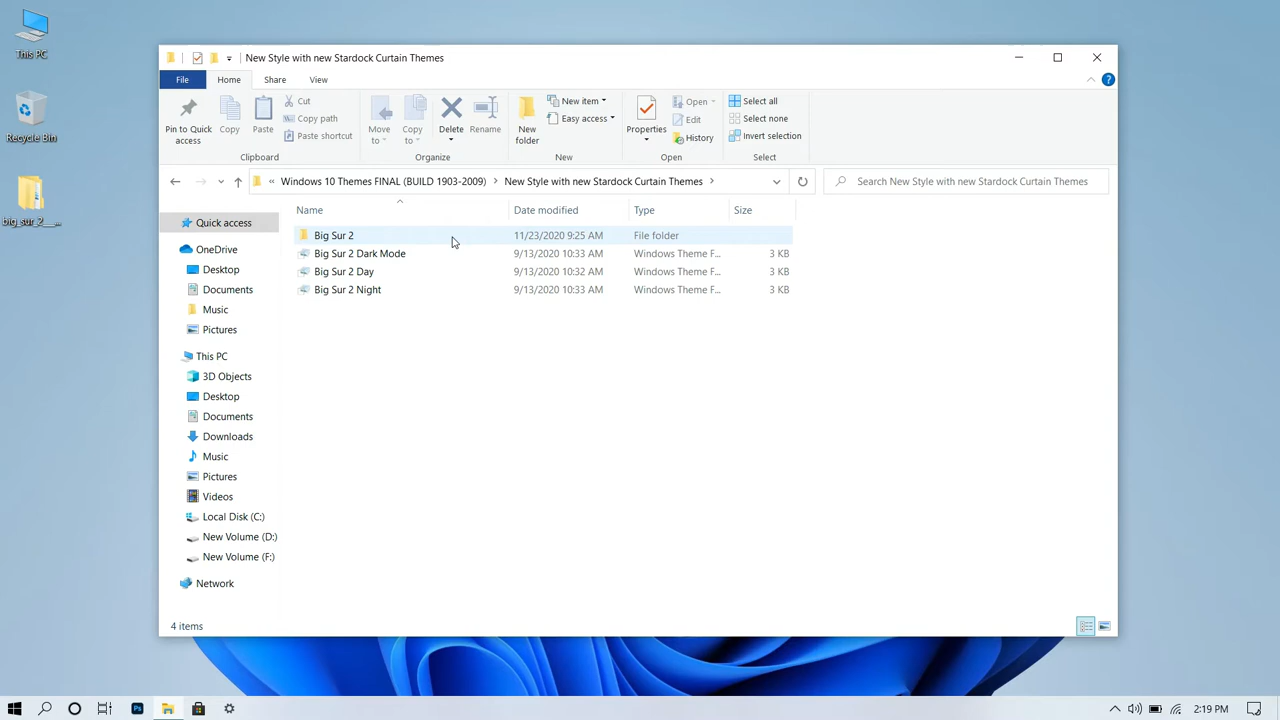 This PC
Recycle Bin
big_sur_2__...
New Style with new Stardock Curtain Themes
File
Home
Share
View
Pin to Quick access
Copy
Paste
Cut
Copy path
Paste shortcut
Clipboard
Move to
Copy to
Delete
Rename
Organize
New folder
New item
Easy access
New
Properties
Open
Edit
History
Open
Select all
Select none
Invert selection
Select
« Windows 10 Themes FINAL (BUILD 1903-2009) > New Style with new Stardock Curtain Themes >
Search New Style with new Stardock Curtain Themes
Name Date modified Type Size
Big Sur 2 11/23/2020 9:25 AM File folder
Big Sur 2 Dark Mode 9/13/2020 10:33 AM Windows Theme F... 3 KB
Big Sur 2 Day 9/13/2020 10:32 AM Windows Theme F... 3 KB
Big Sur 2 Night 9/13/2020 10:33 AM Windows Theme F... 3 KB
Quick access
OneDrive
Desktop
Documents
Music
Pictures
This PC
3D Objects
Desktop
Documents
Downloads
Music
Pictures
Videos
Local Disk (C:)
New Volume (D:)
New Volume (F:)
Network
4 items
Ps
2:19 PM